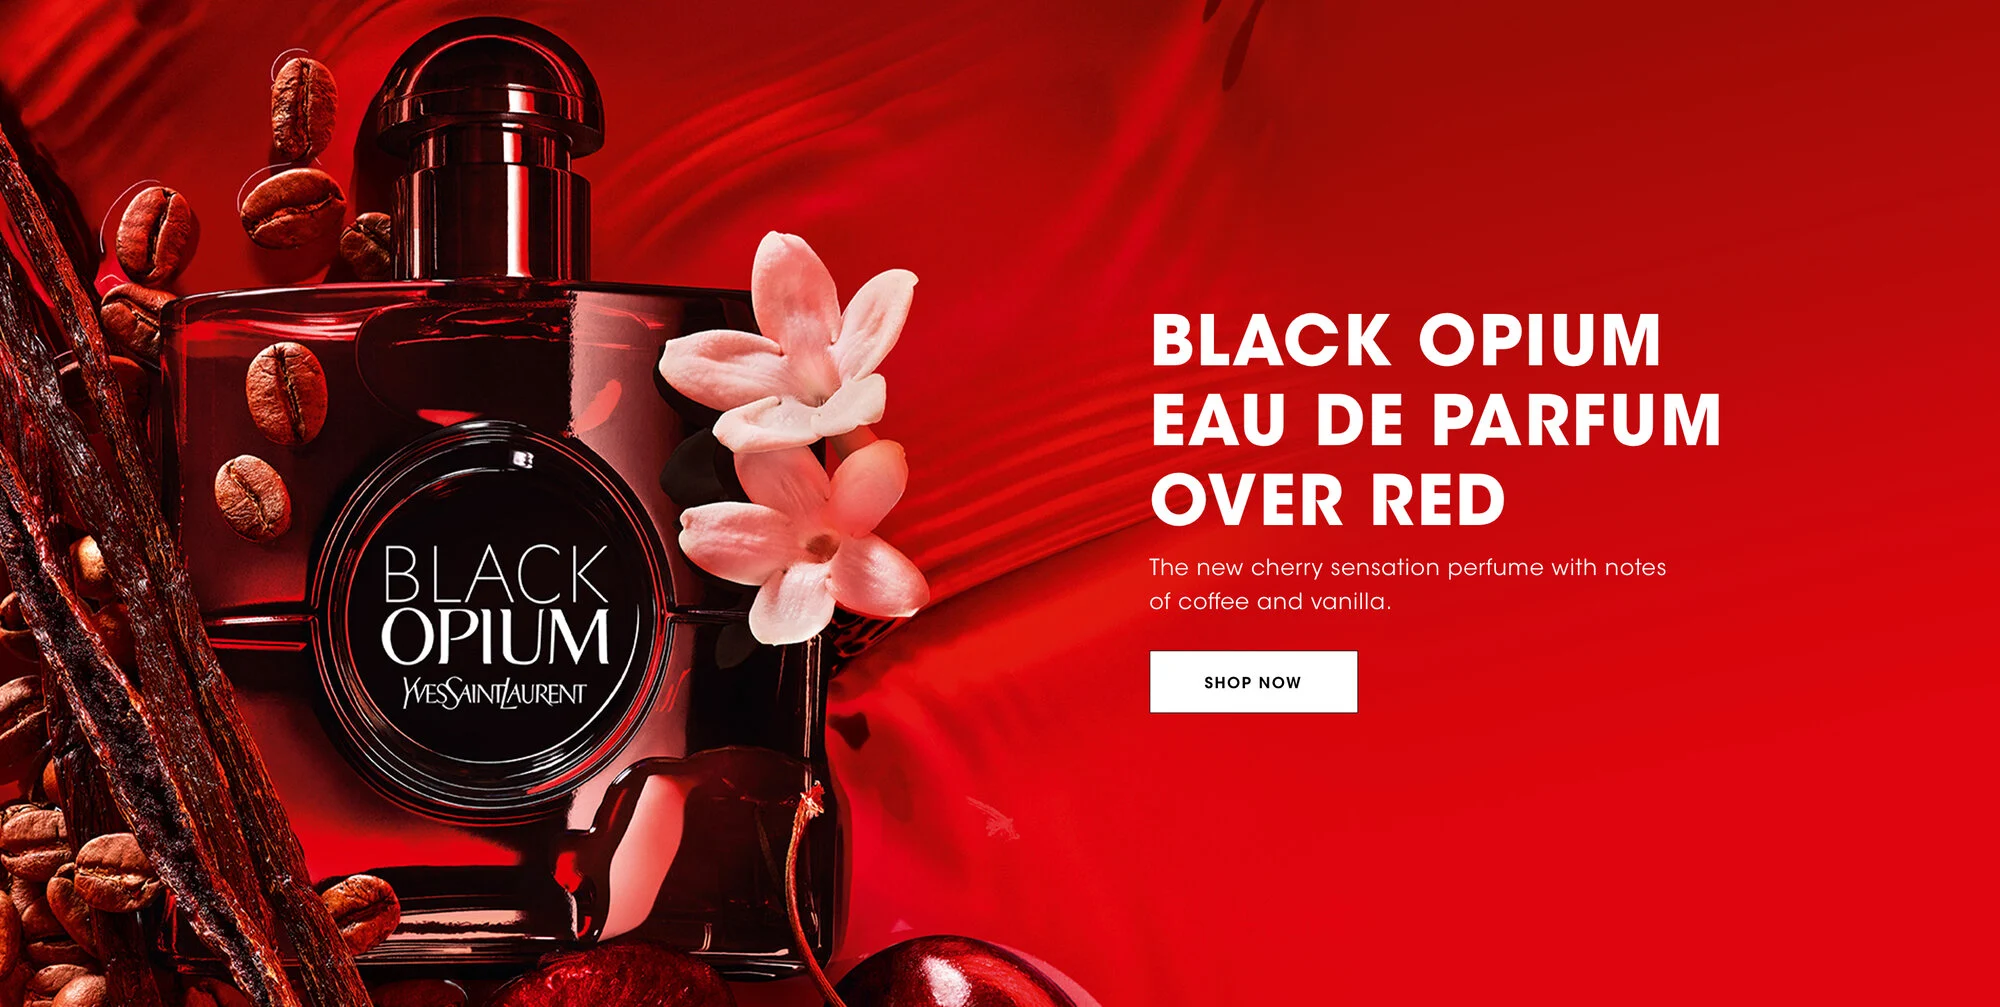 BLACK
OPIUM
YVESSAINTLAURENT
BLACK OPIUM
EAU DE PARFUM
OVER RED
The new cherry sensation perfume with notes
of coffee and vanilla.
SHOP NOW